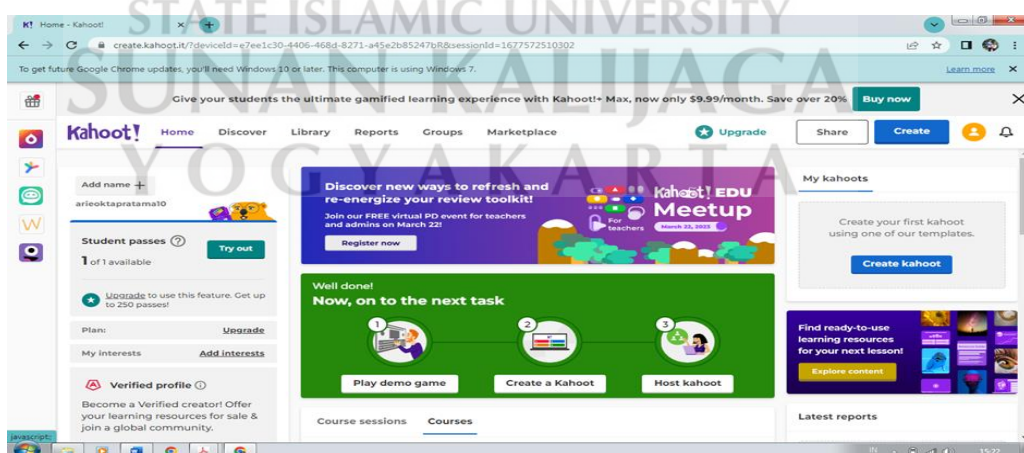 STATE ISLAMIC UNIVERSITY
SUNAN KALIJAGA
YOGYAKARTA
K! Home - Kahoot!
create.kahoot.it/?deviceId=e7ee1c30-4406-468d-8271-a45e2b85247bR&sessionId=1677572510302
To get future Google Chrome updates, you'll need Windows 10 or later. This computer is using Windows 7.
Learn more
Give your students the ultimate gamified learning experience with Kahoot!+ Max, now only $9.99/month. Save over 20%
Buy now
Kahoot!
Home
Discover
Library
Reports
Groups
Marketplace
Upgrade
Share
Create
Add name +
arieoktapratama10
Student passes
Try out
1 of 1 available
Upgrade to use this feature. Get up
to 250 passes!
Plan:
Upgrade
My interests
Add interests
Verified profile
Become a Verified creator! Offer
your learning resources for sale &
join a global community.
Discover new ways to refresh and
re-energize your review toolkit!
Join our FREE virtual PD event for teachers
and admins on March 22!
Register now
Kahoot! EDU
Meetup
For
teachers
March 22, 2023
Well done!
Now, on to the next task
1
2
3
Play demo game
Create a Kahoot
Host kahoot
Course sessions
Courses
My kahoots
Create your first kahoot
using one of our templates.
Create kahoot
Find ready-to-use
learning resources
for your next lesson!
Explore content
Latest reports
javascript:
IN
15:22